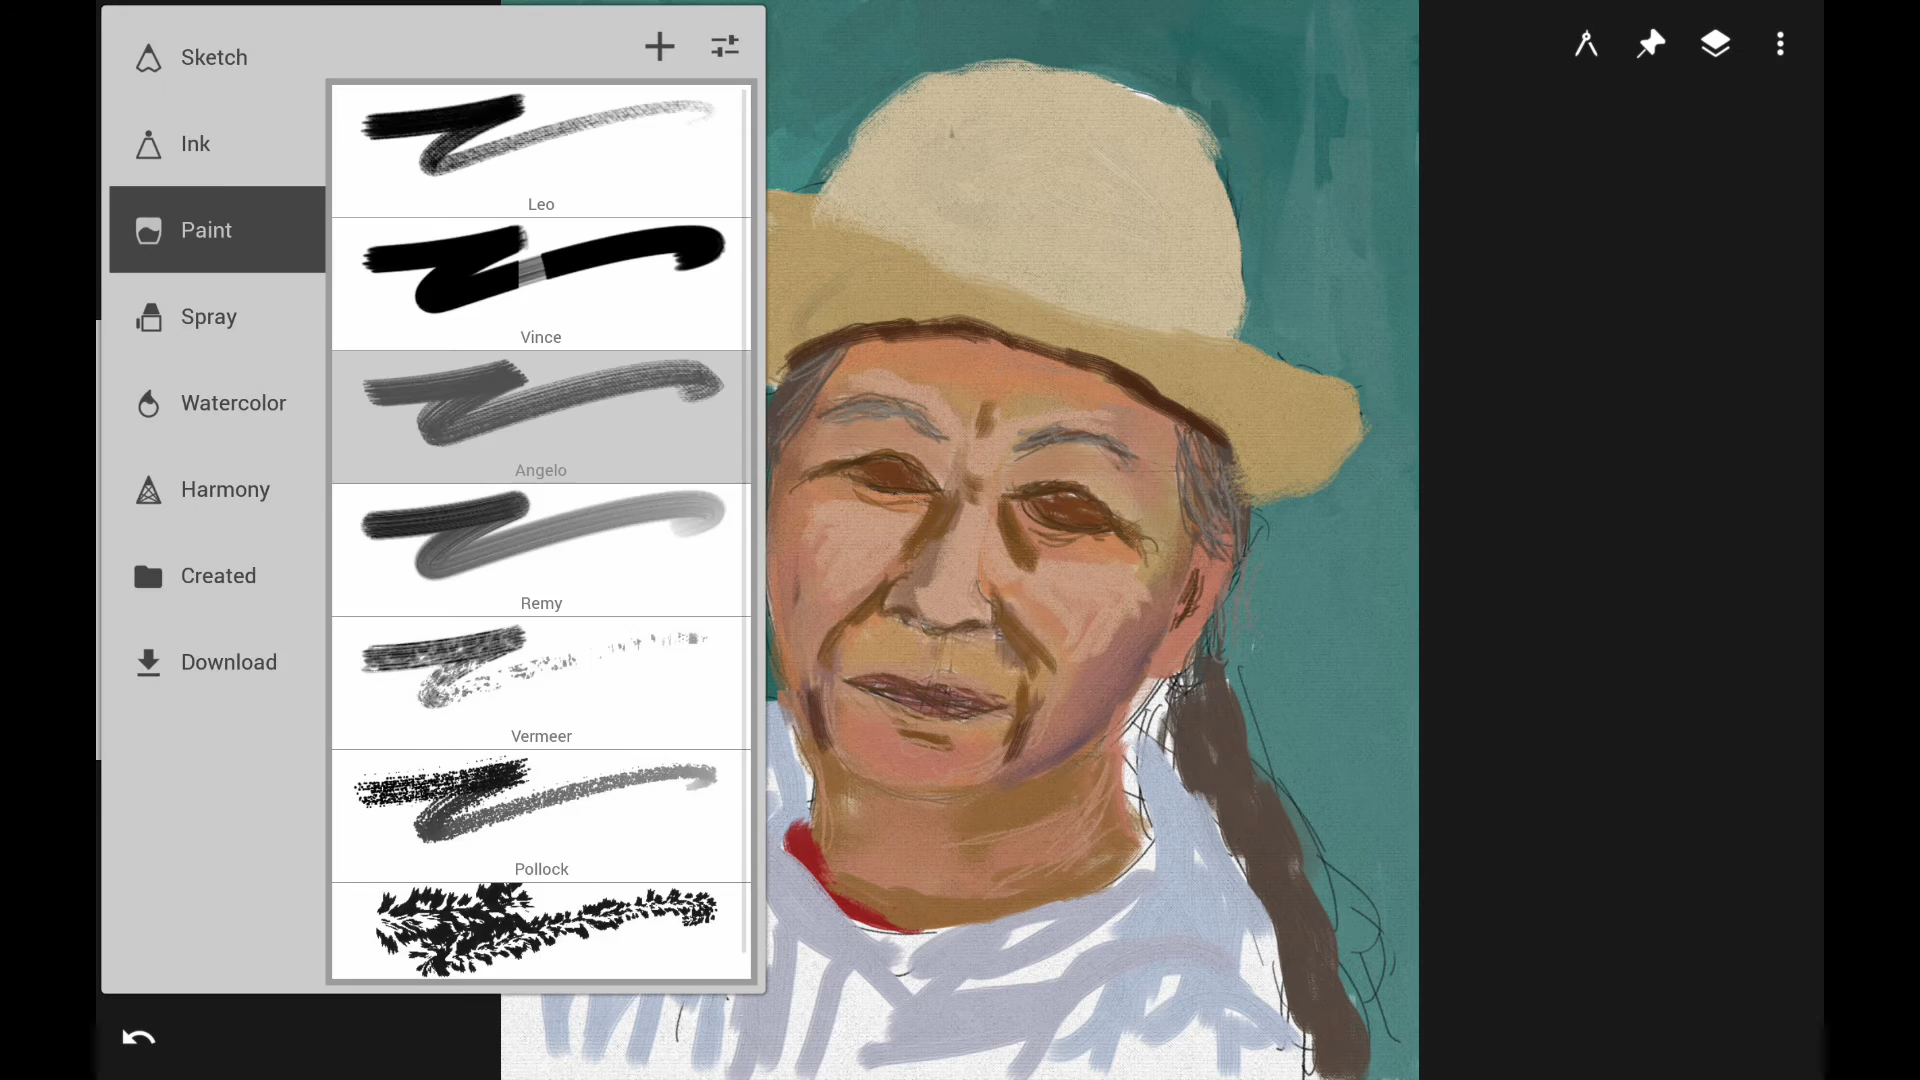 Sketch
Ink
Paint
Spray
Watercolor
Harmony
Created
Download
Leo
Vince
Angelo
Remy
Vermeer
Pollock